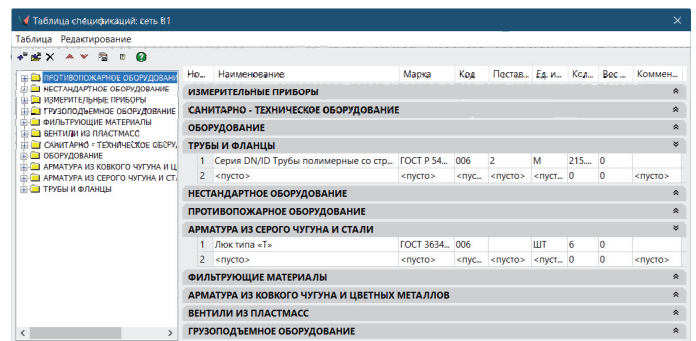 Таблица спецификаций: сеть В1
Таблица Редактирование
ПРОТИВОПОЖАРНОЕ ОБОРУДОВАНИ
НЕСТАНДАРТНОЕ ОБОРУДОВАНИЕ
ИЗМЕРИТЕЛЬНЫЕ ПРИБОРЫ
ГРУЗОПОДЪЕМНОЕ ОБОРУДОВАНИЕ
ФИЛЬТРУЮЩИЕ МАТЕРИАЛЫ
ВЕНТИЛИ ИЗ ПЛАСТМАСС
САНИТАРНО - ТЕХНИЧЕСКОЕ ОБОРУ
ОБОРУДОВАНИЕ
АРМАТУРА ИЗ КОВКОГО ЧУГУНА И Ц
АРМАТУРА ИЗ СЕРОГО ЧУГУНА И СТ
ТРУБЫ И ФЛАНЦЫ
Но... Наименование Марка Код Постав... Ед. и... Кол... Вес ... Коммен...
ИЗМЕРИТЕЛЬНЫЕ ПРИБОРЫ
САНИТАРНО - ТЕХНИЧЕСКОЕ ОБОРУДОВАНИЕ
ОБОРУДОВАНИЕ
ТРУБЫ И ФЛАНЦЫ
1 Серия DN/ID Трубы полимерные со стр... ГОСТ Р 54... 006 2 М 215.... 0
2 <пусто> <пусто> <пус... <пусто> <пуст... 0 0 <пусто>
НЕСТАНДАРТНОЕ ОБОРУДОВАНИЕ
ПРОТИВОПОЖАРНОЕ ОБОРУДОВАНИЕ
АРМАТУРА ИЗ СЕРОГО ЧУГУНА И СТАЛИ
1 Люк типа «Т» ГОСТ 3634... 006 ШТ 6 0
2 <пусто> <пусто> <пус... <пусто> <пуст... 0 0 <пусто>
ФИЛЬТРУЮЩИЕ МАТЕРИАЛЫ
АРМАТУРА ИЗ КОВКОГО ЧУГУНА И ЦВЕТНЫХ МЕТАЛЛОВ
ВЕНТИЛИ ИЗ ПЛАСТМАСС
ГРУЗОПОДЪЕМНОЕ ОБОРУДОВАНИЕ